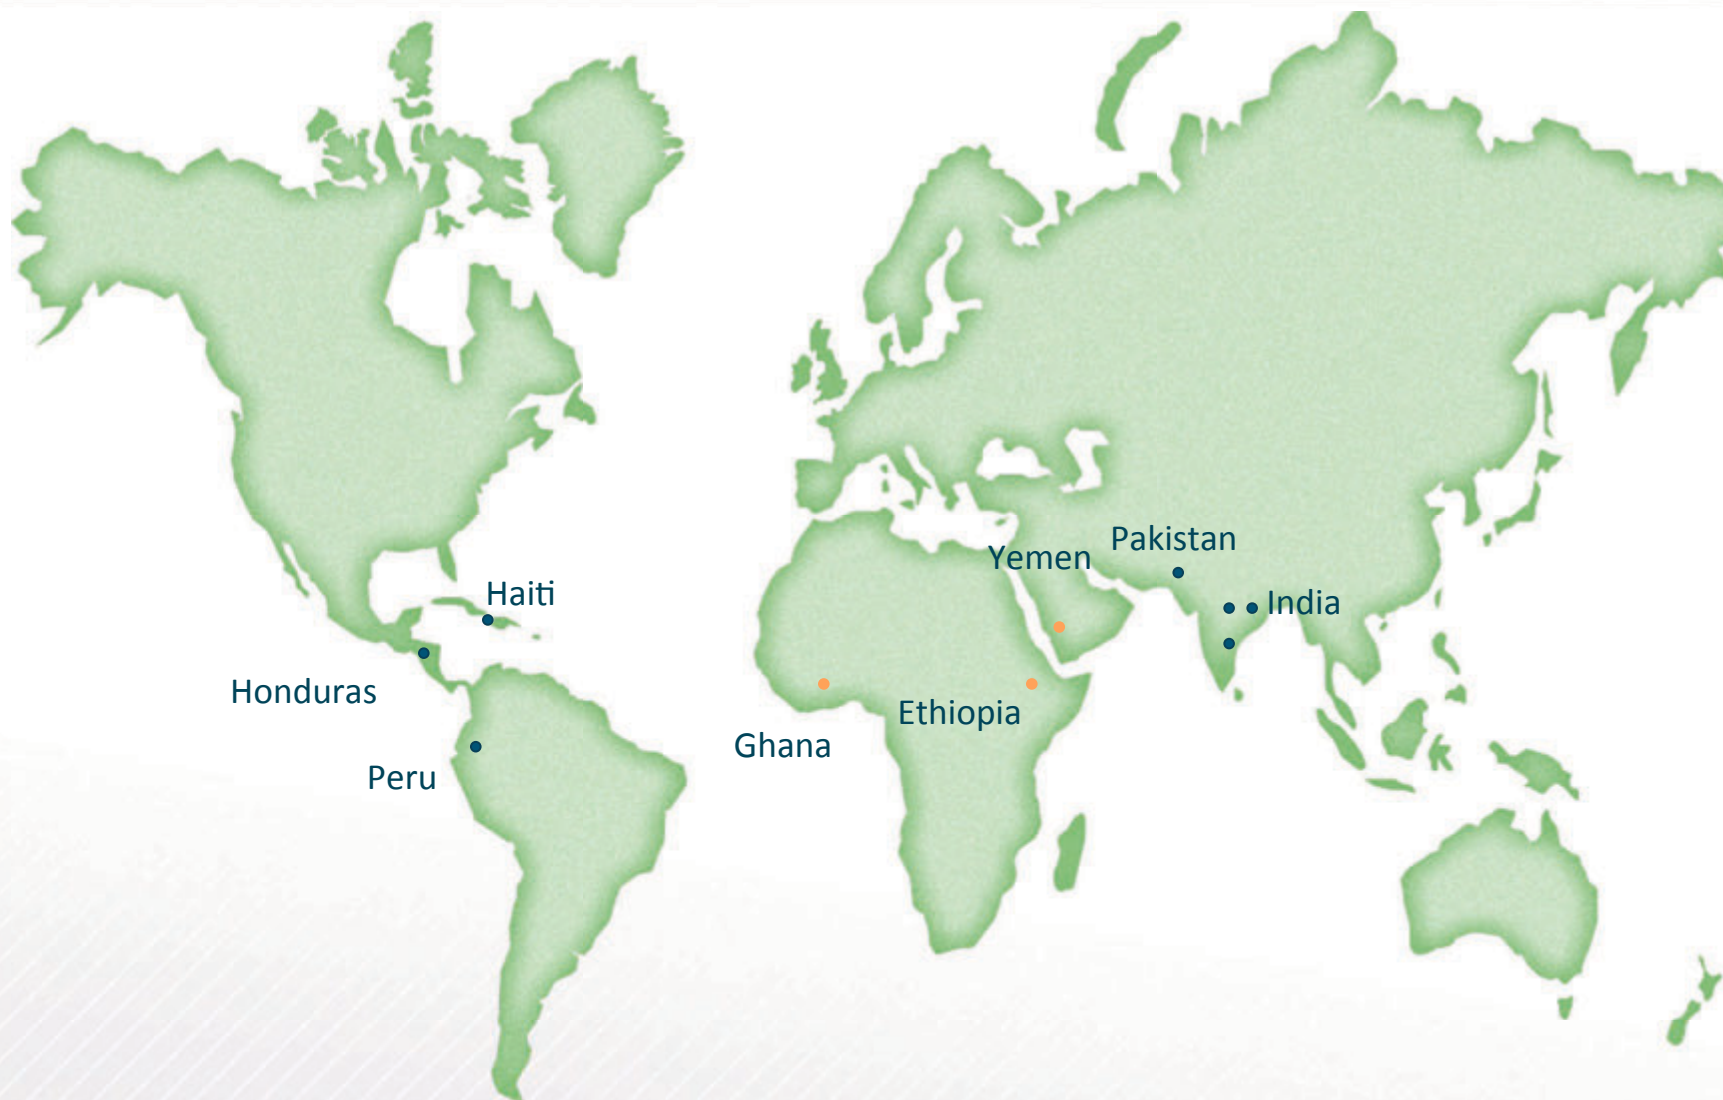 Pakistan
Yemen
Haiti
India
Honduras
Ethiopia
Ghana
Peru